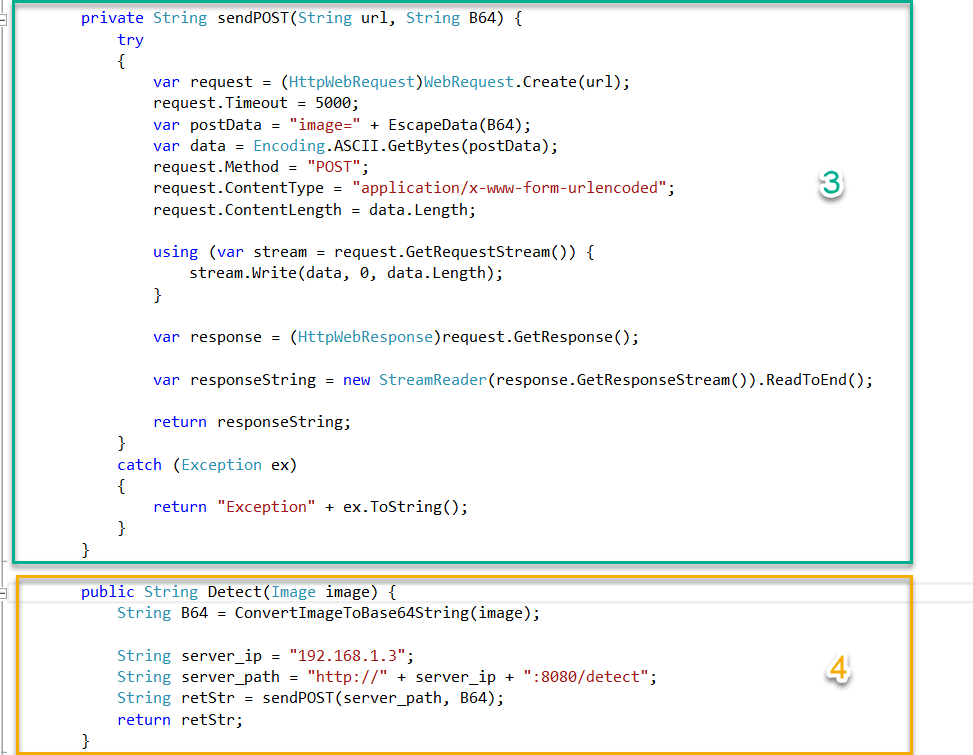 private String sendPOST(String url, String B64) {
try
{
var request = (HttpWebRequest)WebRequest.Create(url);
request.Timeout = 5000;
var postData = "image=" + EscapeData(B64);
var data = Encoding.ASCII.GetBytes(postData);
request.Method = "POST";
request.ContentType = "application/x-www-form-urlencoded";
request.ContentLength = data.Length;
using (var stream = request.GetRequestStream()) {
stream.Write(data, 0, data.Length);
}
var response = (HttpWebResponse)request.GetResponse();
var responseString = new StreamReader(response.GetResponseStream()).ReadToEnd();
return responseString;
}
catch (Exception ex)
{
return "Exception" + ex.ToString();
}
}
3
public String Detect(Image image) {
String B64 = ConvertImageToBase64String(image);
String server_ip = "192.168.1.3";
String server_path = "http://" + server_ip + ":8080/detect";
String retStr = sendPOST(server_path, B64);
return retStr;
}
4